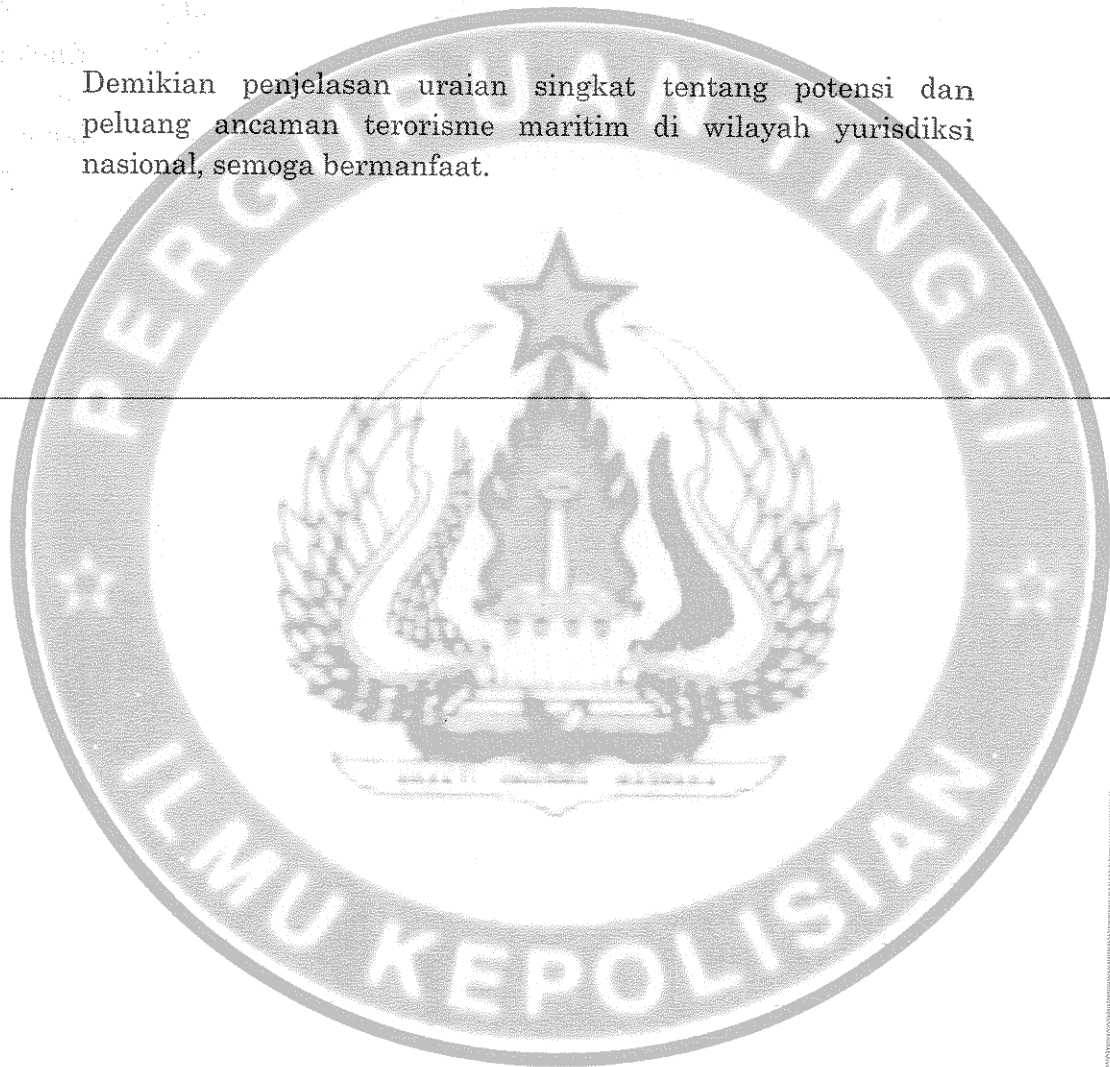 Demikian penjelasan uraian singkat tentang potensi dan
peluang ancaman terorisme maritim di wilayah yurisdiksi
nasional, semoga bermanfaat.
PERGURUAN TINGGI
ILMU KEPOLISIAN